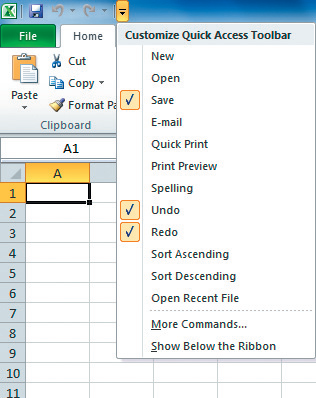 File
Home
Customize Quick Access Toolbar
Paste
Cut
Copy
Format Pa
Clipboard
New
Open
Save
E-mail
Quick Print
Print Preview
Spelling
Undo
Redo
Sort Ascending
Sort Descending
Open Recent File
More Commands...
Show Below the Ribbon
A1
A
1
2
3
4
5
6
7
8
9
10
11